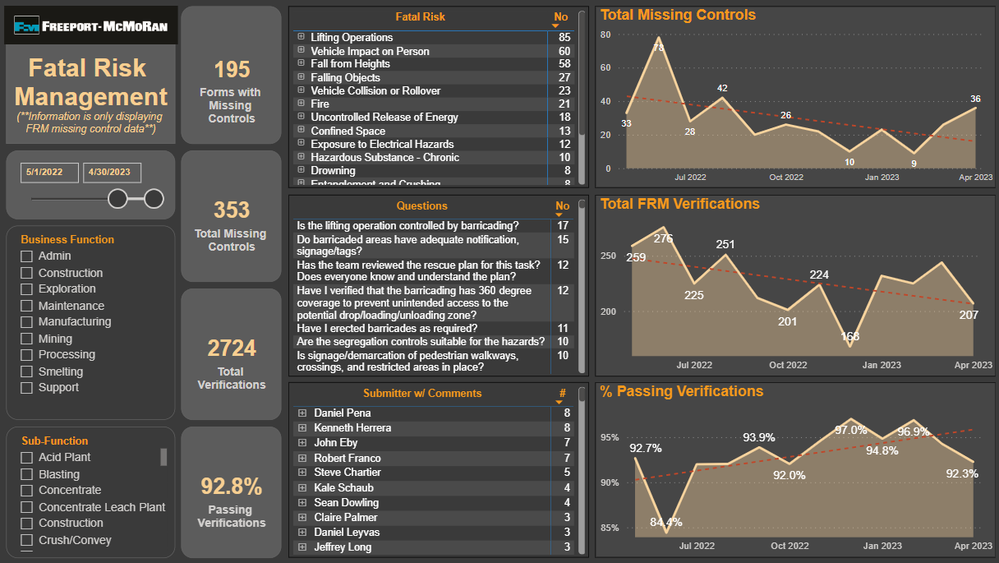 FREEPORT-MCMORAN
Fatal Risk
Management
(**Information is only displaying
FRM missing control data**)
5/1/2022
4/30/2023
Business Function
Admin
Construction
Exploration
Maintenance
Manufacturing
Mining
Processing
Smelting
Support
Sub-Function
Acid Plant
Blasting
Concentrate
Concentrate Leach Plant
Construction
Crush/Convey
195
Forms with
Missing
Controls
353
Total Missing
Controls
2724
Total
Verifications
92.8%
Passing
Verifications
Fatal Risk No
Lifting Operations 85
Vehicle Impact on Person 60
Fall from Heights 58
Falling Objects 27
Vehicle Collision or Rollover 23
Fire 21
Uncontrolled Release of Energy 18
Confined Space 13
Exposure to Electrical Hazards 12
Hazardous Substance - Chronic 10
Drowning 8
Entanglement and Crushing 8
Questions No
Is the lifting operation controlled by barricading? 17
Do barricaded areas have adequate notification, 15
signage/tags?
Has the team reviewed the rescue plan for this task? 12
Does everyone know and understand the plan?
Have I verified that the barricading has 360 degree 12
coverage to prevent unintended access to the
potential drop/loading/unloading zone?
Have I erected barricades as required? 11
Are the segregation controls suitable for the hazards? 10
Is signage/demarcation of pedestrian walkways, 10
crossings, and restricted areas in place?
Submitter w/ Comments #
Daniel Pena 8
Kenneth Herrera 8
John Eby 7
Robert Franco 7
Steve Chartier 5
Kale Schaub 4
Sean Dowling 4
Claire Palmer 3
Daniel Leyvas 3
Jeffrey Long 3
Total Missing Controls
80
60
40
20
0
33
78
28
42
26
10
9
36
Jul 2022
Oct 2022
Jan 2023
Apr 2023
Total FRM Verifications
250
200
259
276
225
251
201
224
168
207
Jul 2022
Oct 2022
Jan 2023
Apr 2023
% Passing Verifications
95%
90%
85%
92.7%
84.4%
93.9%
92.0%
97.0%
94.8%
96.9%
92.3%
Jul 2022
Oct 2022
Jan 2023
Apr 2023